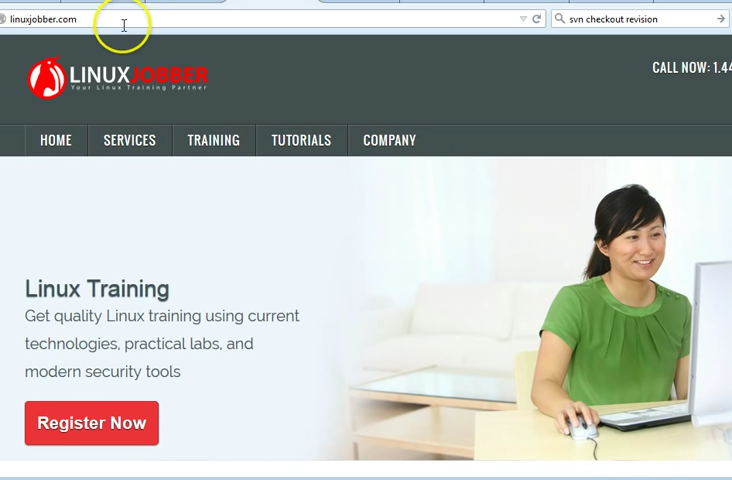 linuxjobber.com
svn checkout revision
LINUXJOBBER
Your Linux Training Partner
CALL NOW: 1.44
HOME
SERVICES
TRAINING
TUTORIALS
COMPANY
Linux Training
Get quality Linux training using current
technologies, practical labs, and
modern security tools
Register Now